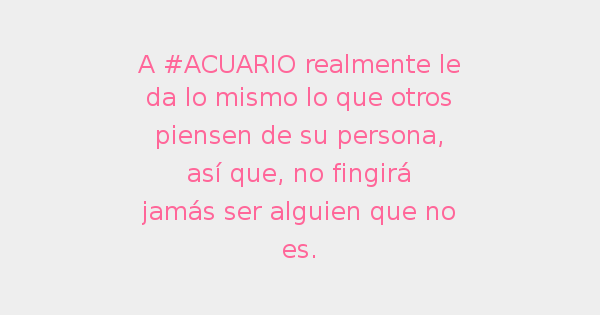 A #ACUARIO realmente le
da lo mismo lo que otros
piensen de su persona,
así que, no fingirá
jamás ser alguien que no
es.